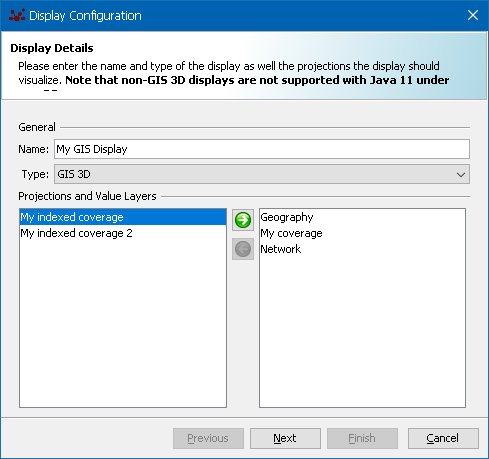 Display Configuration
Display Details
Please enter the name and type of the display as well the projections the display should
visualize. Note that non-GIS 3D displays are not supported with Java 11 under
General
Name: My GIS Display
Type: GIS 3D
Projections and Value Layers
My indexed coverage
My indexed coverage 2
Geography
My coverage
Network
Previous Next Finish Cancel